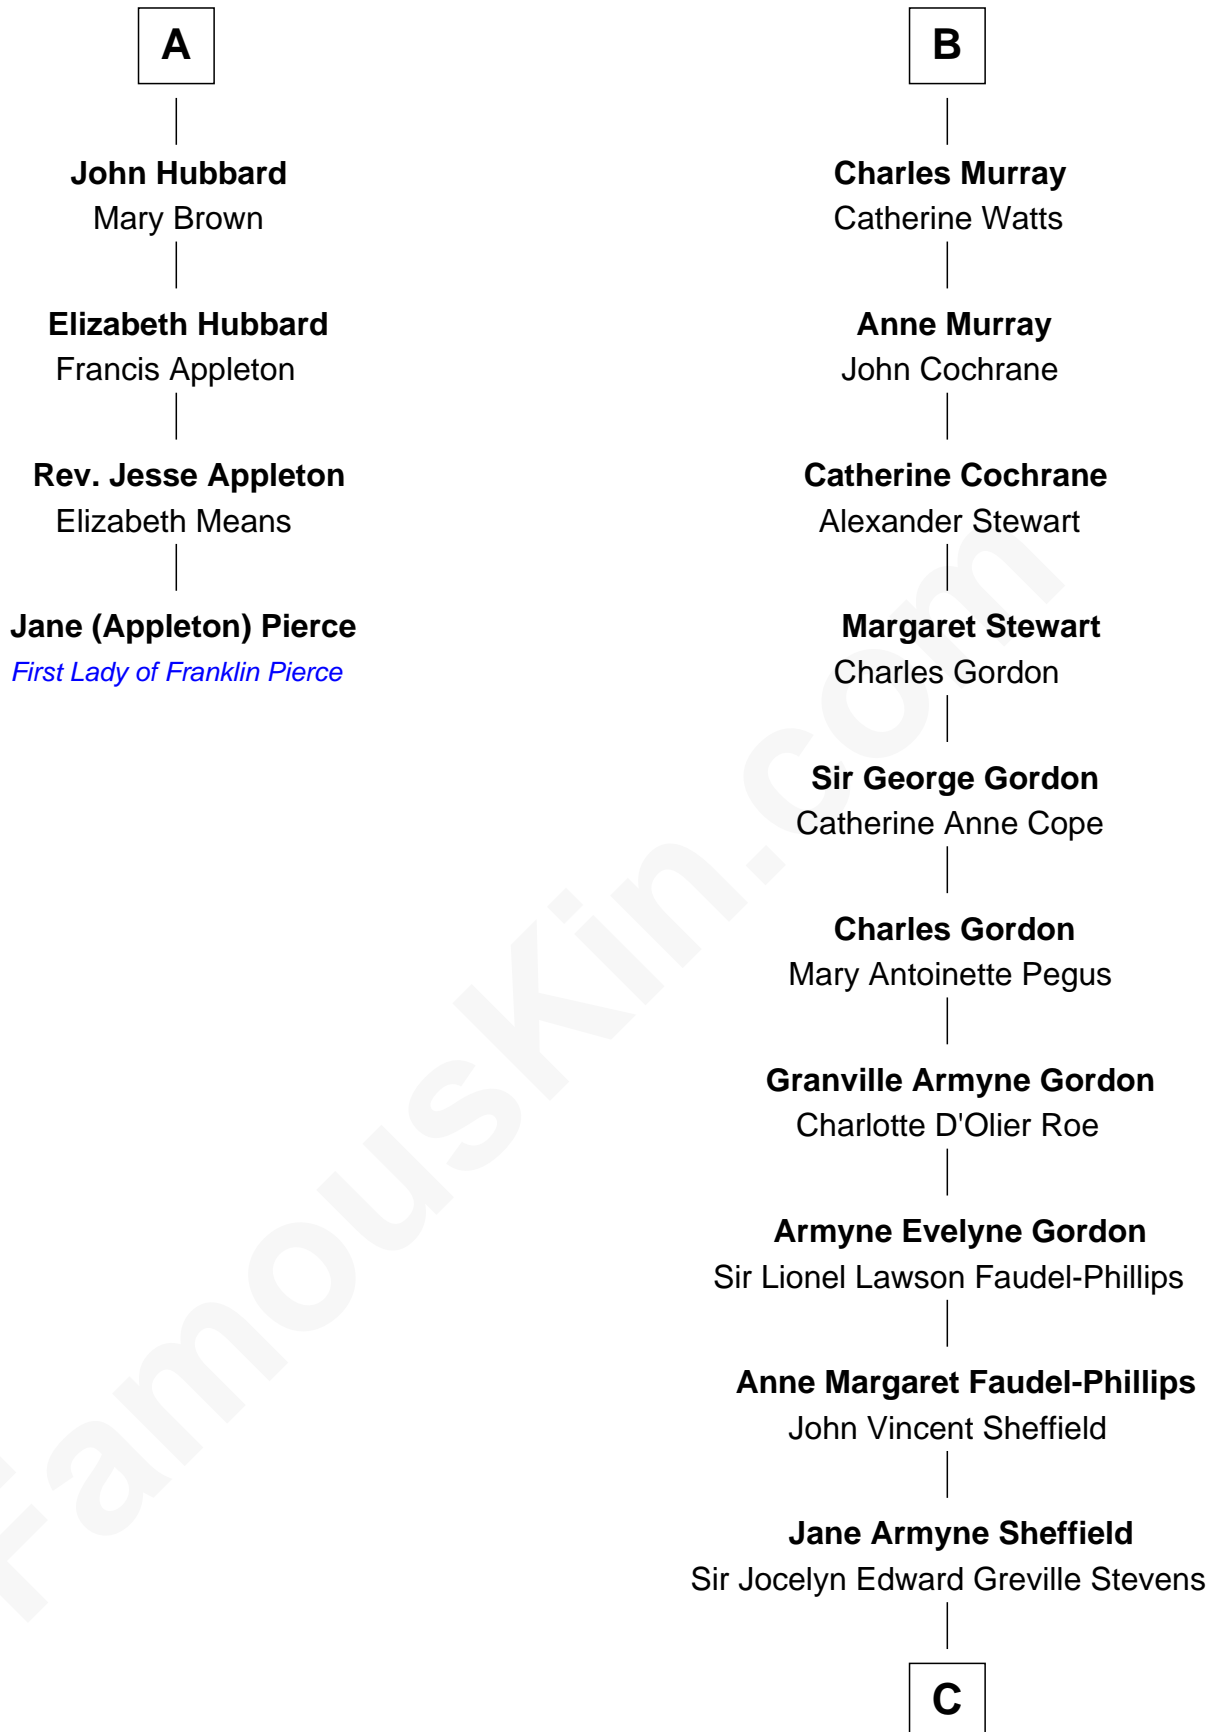 A
John Hubbard
Mary Brown
Elizabeth Hubbard
Francis Appleton
Rev. Jesse Appleton
Elizabeth Means
Jane (Appleton) Pierce
First Lady of Franklin Pierce
B
Charles Murray
Catherine Watts
Anne Murray
John Cochrane
Catherine Cochrane
Alexander Stewart
Margaret Stewart
Charles Gordon
Sir George Gordon
Catherine Anne Cope
Charles Gordon
Mary Antoinette Pegus
Granville Armyne Gordon
Charlotte D'Olier Roe
Armyne Evelyne Gordon
Sir Lionel Lawson Faudel-Phillips
Anne Margaret Faudel-Phillips
John Vincent Sheffield
Jane Armyne Sheffield
Sir Jocelyn Edward Greville Stevens
C
FamousKin.com